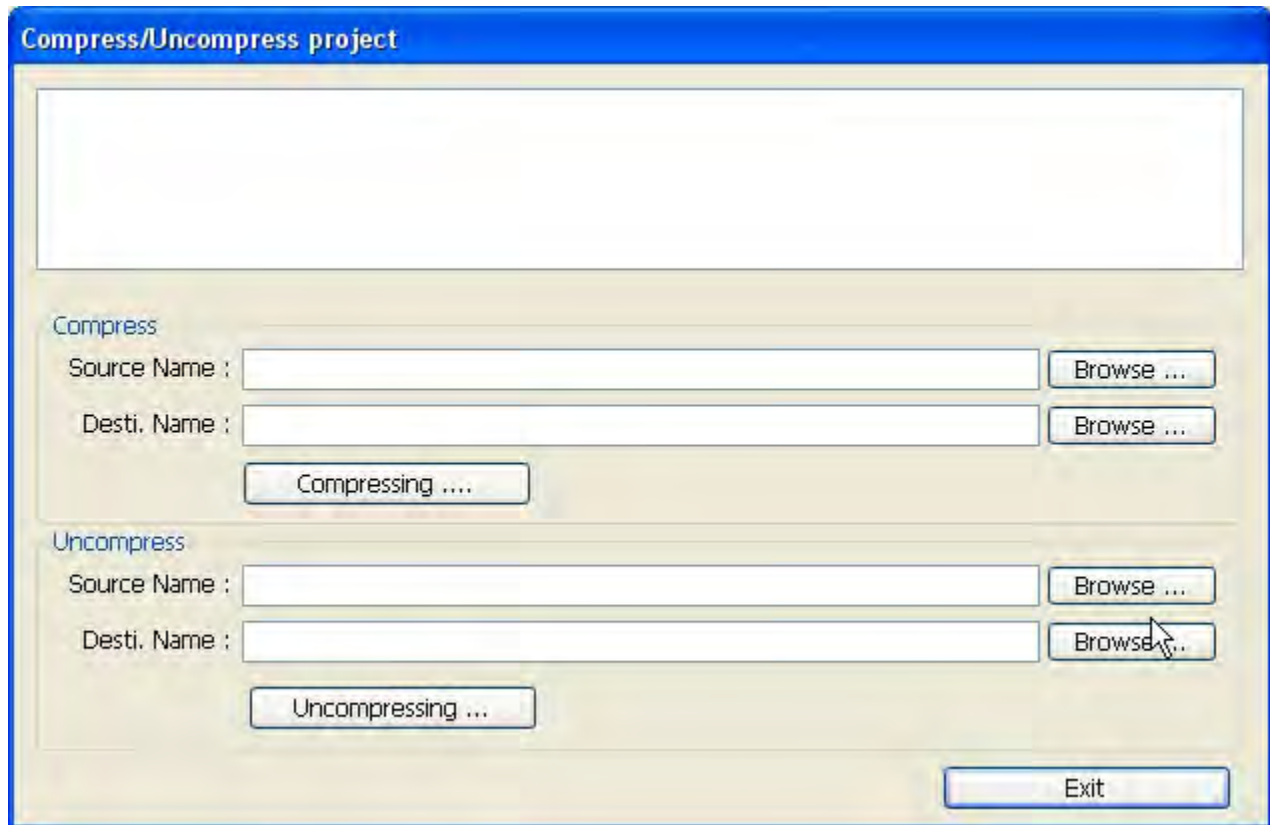 Compress/Uncompress project
Compress
Source Name : Browse ...
Desti. Name : Browse ...
Compressing ....
Uncompress
Source Name : Browse ...
Desti. Name : Browse ...
Uncompressing ...
Exit